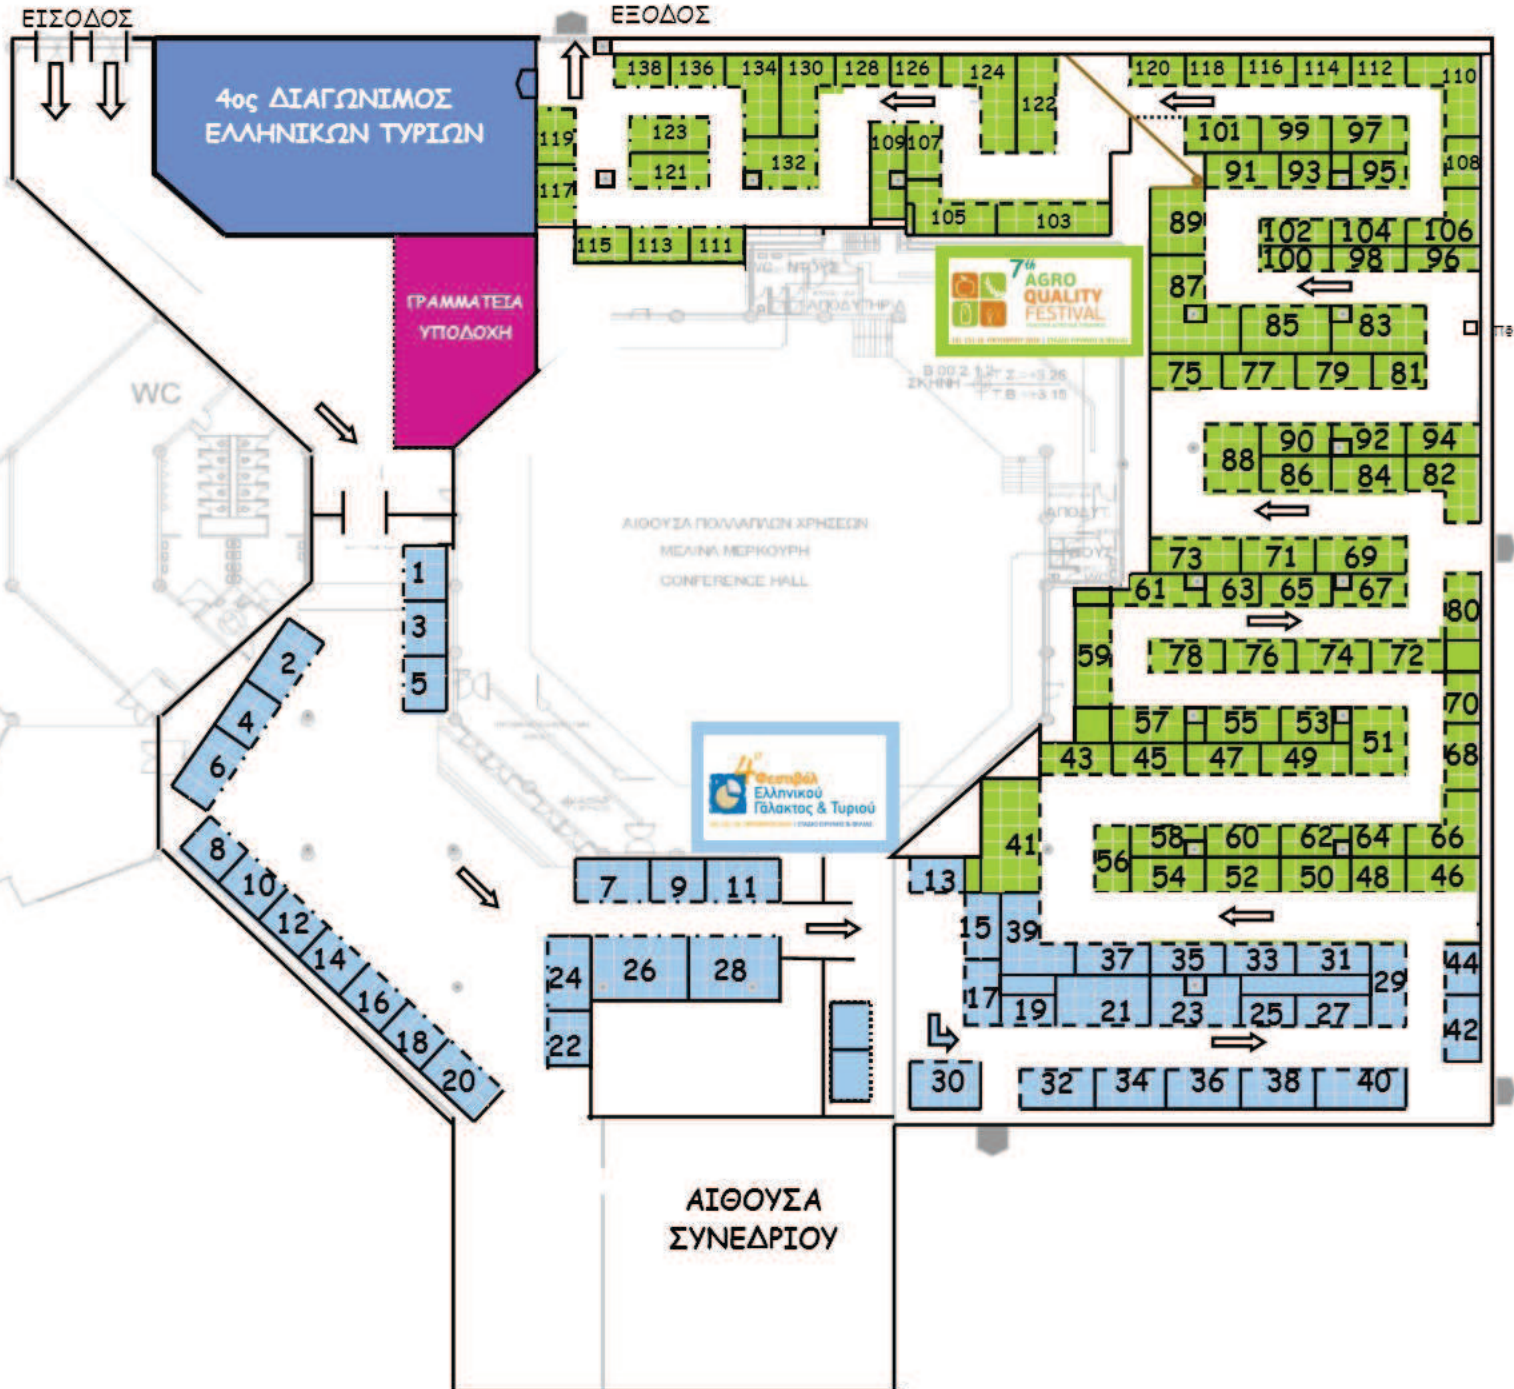 ΕΙΣΟΔΟΣ
ΕΞΟΔΟΣ
4ος ΔΙΑΓΩΝΙΜΟΣ
ΕΛΛΗΝΙΚΩΝ ΤΥΡΙΩΝ
138 136 134 130 128 126 124 122 120 118 116 114 112 110
119 123 109 107 101 99 97
117 121 132 91 93 95 108
105 103 89
115 113 111 102 104 106
100 98 96
7th
AGRO
QUALITY
FESTIVAL
ΓΡΑΜΜΑΤΕΙΑ
ΥΠΟΔΟΧΗ
87 85 83
75 77 79 81
WC
90 92 94
88 86 84 82
ΑΙΘΟΥΣΑ ΠΟΛΛΑΠΛΩΝ ΧΡΗΣΕΩΝ
ΜΕΛΙΝΑ ΜΕΡΚΟΥΡΗ
CONFERENCE HALL
73 71 69
61 63 65 67 80
1
3
5
59 78 76 74 72
70
57 55 53 51
43 45 47 49 68
2
4
6
4ο
Φεστιβάλ
Ελληνικού
Γάλακτος & Τυριού
41 56 58 60 62 64 66
54 52 50 48 46
8
10
12
14
16
18
20
7 9 11 13
15 39
24 26 28 37 35 33 31 29 44
17 19 21 23 25 27 42
22
30 32 34 36 38 40
ΑΙΘΟΥΣΑ
ΣΥΝΕΔΡΙΟΥ